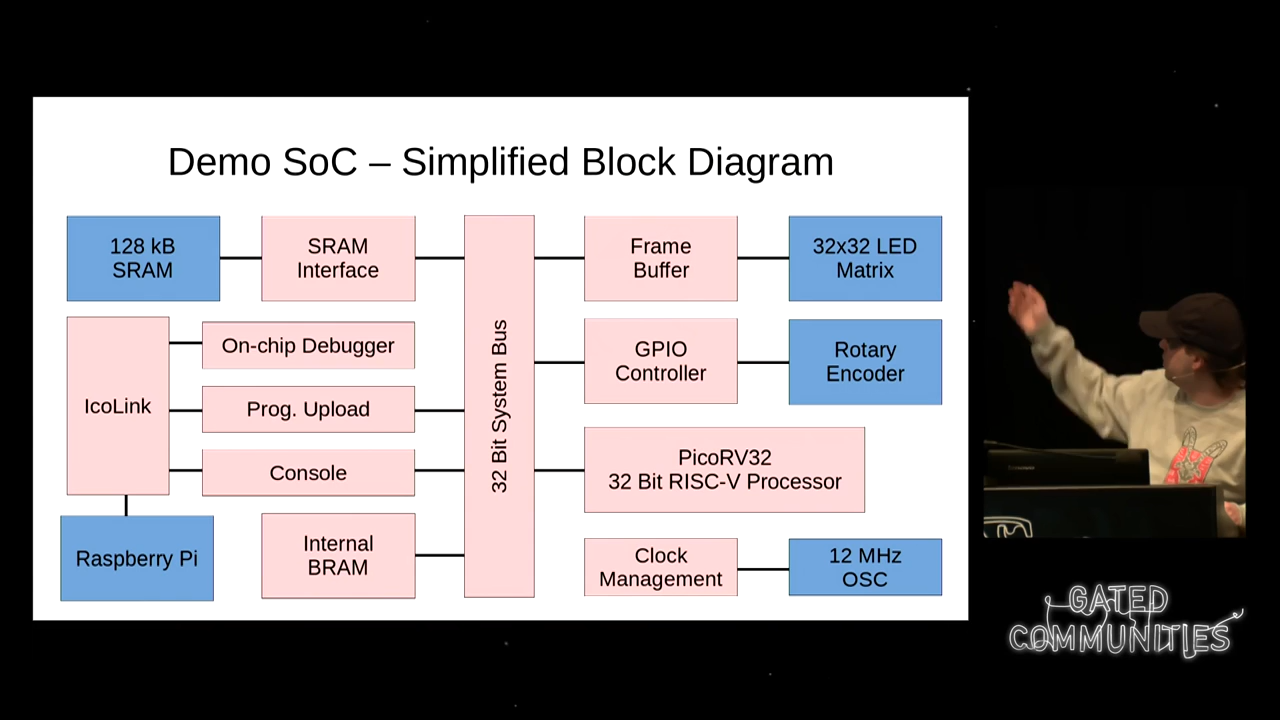 Demo SoC – Simplified Block Diagram
128 kB
SRAM
SRAM
Interface
Frame
Buffer
32x32 LED
Matrix
IcoLink
On-chip Debugger
Prog. Upload
Console
32 Bit System Bus
GPIO
Controller
Rotary
Encoder
PicoRV32
32 Bit RISC-V Processor
Raspberry Pi
Internal
BRAM
Clock
Management
12 MHz
OSC
GATED
COMMUNITIES